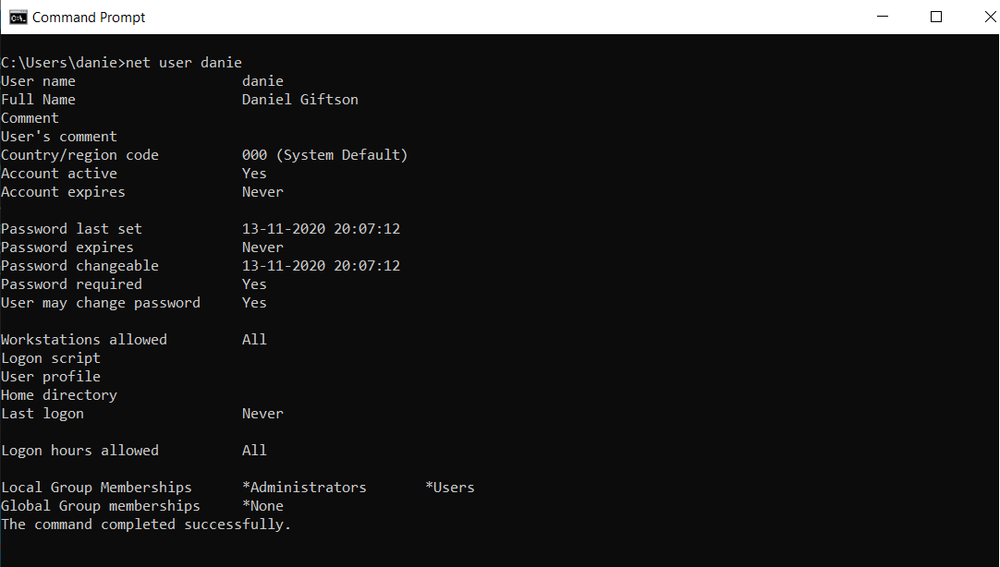 Command Prompt
C:\Users\danie>net user danie
User name                    danie
Full Name                    Daniel Giftson
Comment
User's comment
Country/region code          000 (System Default)
Account active               Yes
Account expires              Never

Password last set            13-11-2020 20:07:12
Password expires             Never
Password changeable          13-11-2020 20:07:12
Password required            Yes
User may change password     Yes

Workstations allowed         All
Logon script
User profile
Home directory
Last logon                   Never

Logon hours allowed          All

Local Group Memberships      *Administrators       *Users
Global Group memberships     *None
The command completed successfully.